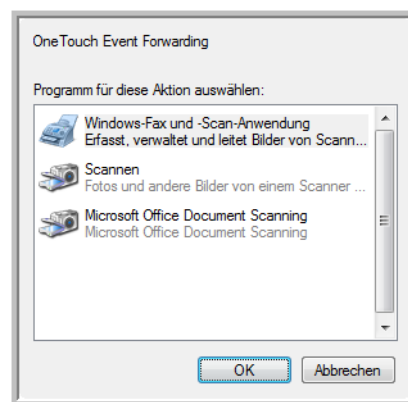 OneTouch Event Forwarding
Programm für diese Aktion auswählen:
Windows-Fax und -Scan-Anwendung
Erfasst, verwaltet und leitet Bilder von Scann...
Scannen
Fotos und andere Bilder von einem Scanner ...
Microsoft Office Document Scanning
Microsoft Office Document Scanning
OK Abbrechen